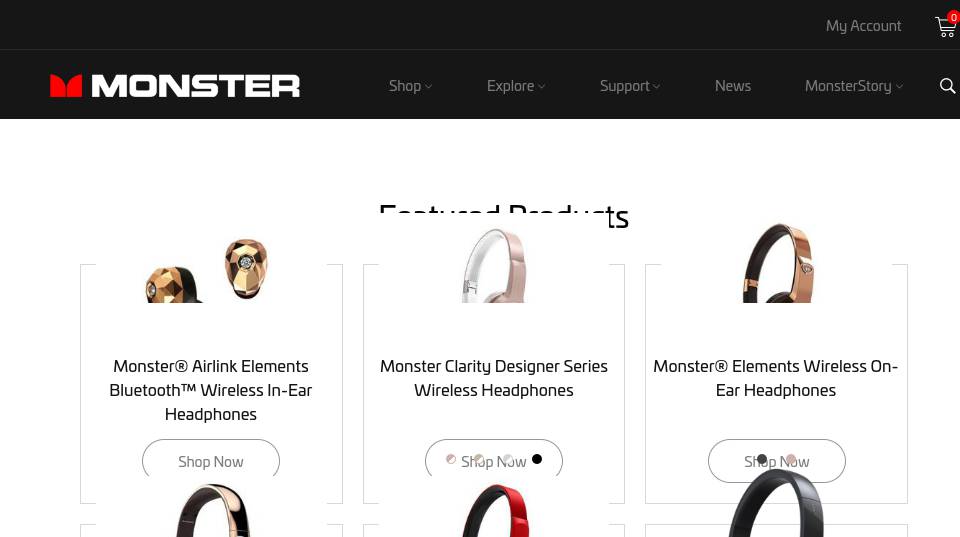 My Account
0
MONSTER
Shop
Explore
Support
News
MonsterStory
Featured Products
Monster® Airlink Elements
Bluetooth™ Wireless In-Ear
Headphones
Monster Clarity Designer Series
Wireless Headphones
Monster® Elements Wireless On-
Ear Headphones
Shop Now
Shop Now
Shop Now